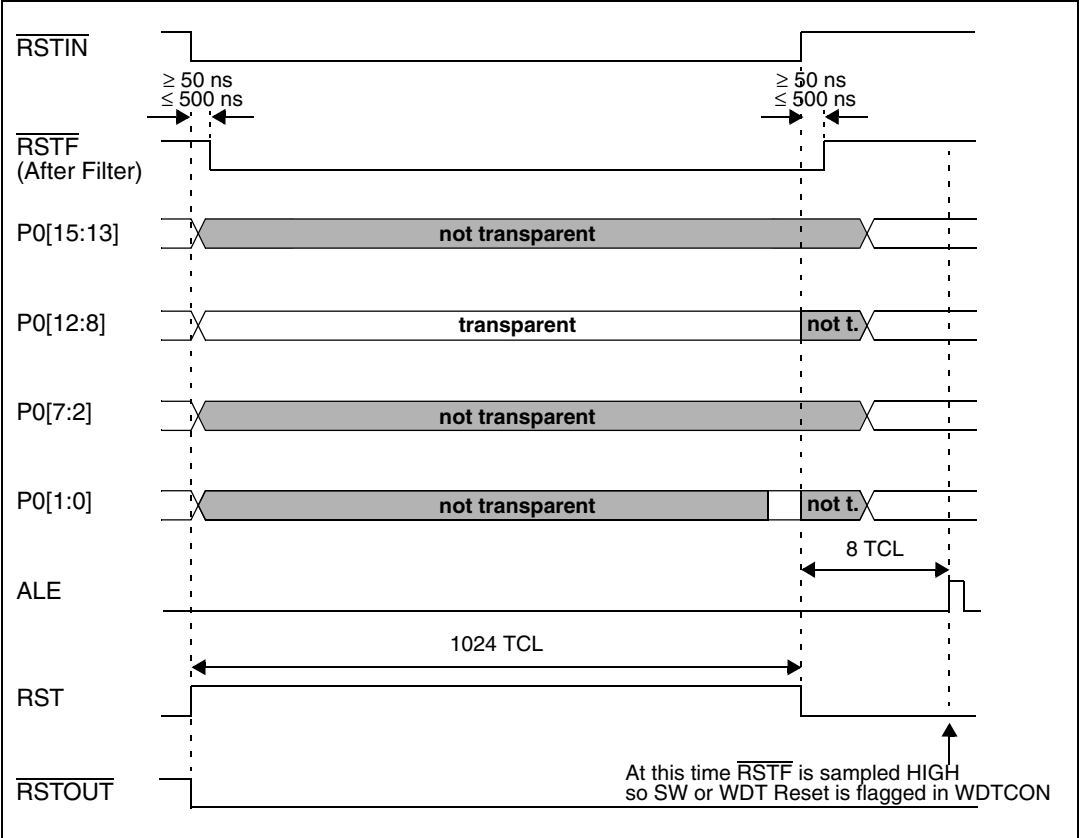 RSTIN
≥ 50 ns
≤ 500 ns
≥ 50 ns
≤ 500 ns
RSTF
(After Filter)
P0[15:13]
not transparent
P0[12:8]
transparent
not t.
P0[7:2]
not transparent
P0[1:0]
not transparent
not t.
8 TCL
ALE
1024 TCL
RST
At this time RSTF is sampled HIGH
so SW or WDT Reset is flagged in WDTCON
RSTOUT